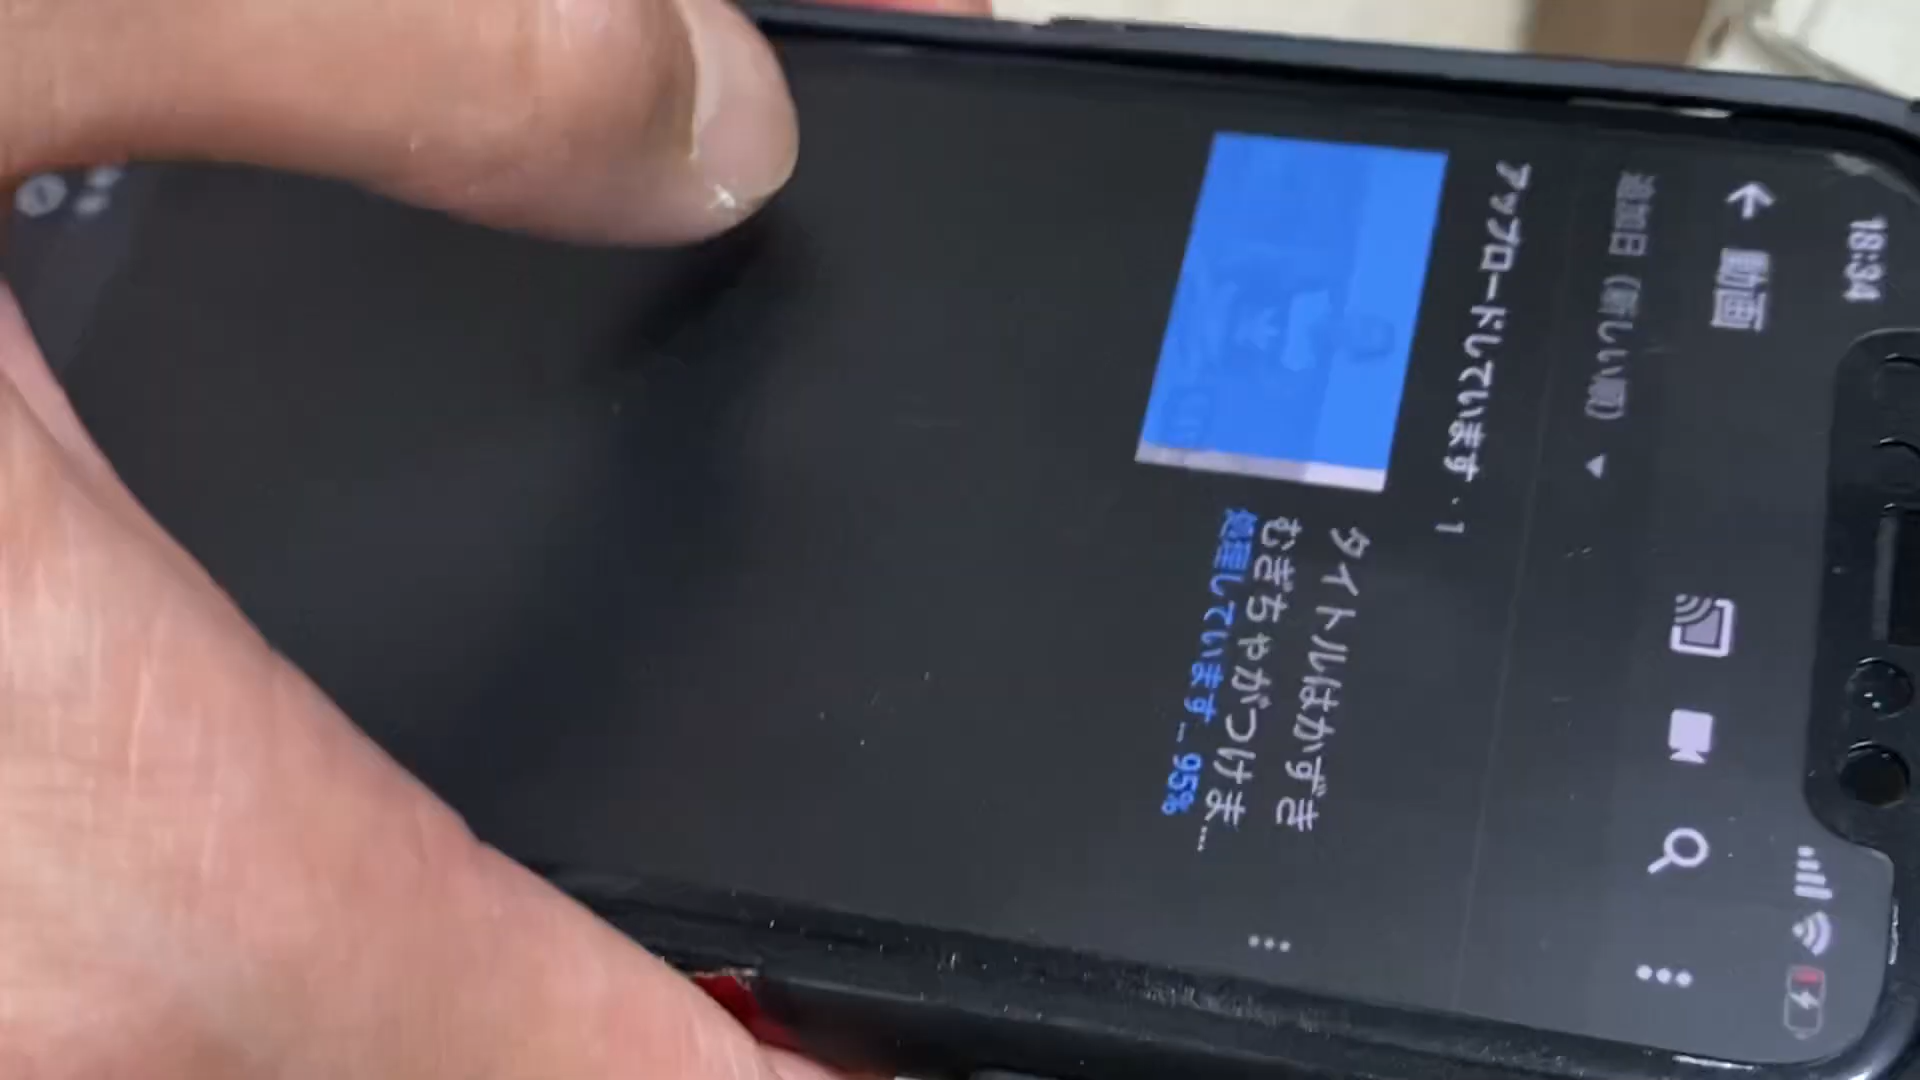 18:34
動画
追加日（新しい順）
アップロードしています · 1
タイトルはかずき
むぎちゃがつけま...
処理しています... 95%